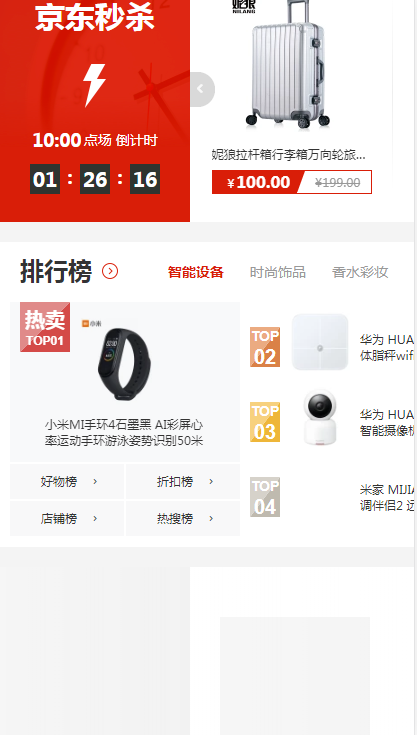 京东秒杀
10:00 点场 倒计时
01 : 26 : 16
妮狼
NILANG
妮狼拉杆箱行李箱万向轮旅...
¥100.00 ¥199.00
排行榜
智能设备 时尚饰品 香水彩妆
热卖
TOP01
小米
小米MI手环4石墨黑 AI彩屏心
率运动手环游泳姿势识别50米
好物榜 折扣榜
店铺榜 热搜榜
TOP
02
华为 HUA
体脂秤wifi
TOP
03
华为 HUA
智能摄像机
TOP
04
米家 MIJIA
调伴侣2 远